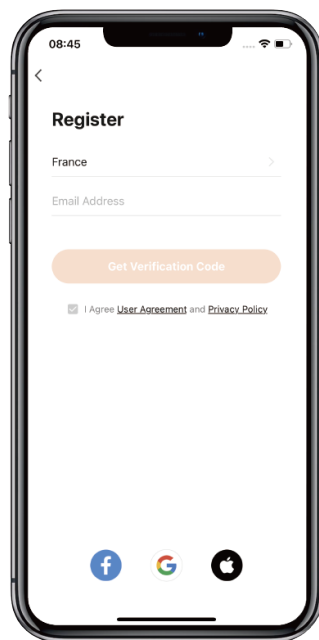 08:45
Register
France
Email Address
Get Verification Code
I Agree User Agreement and Privacy Policy